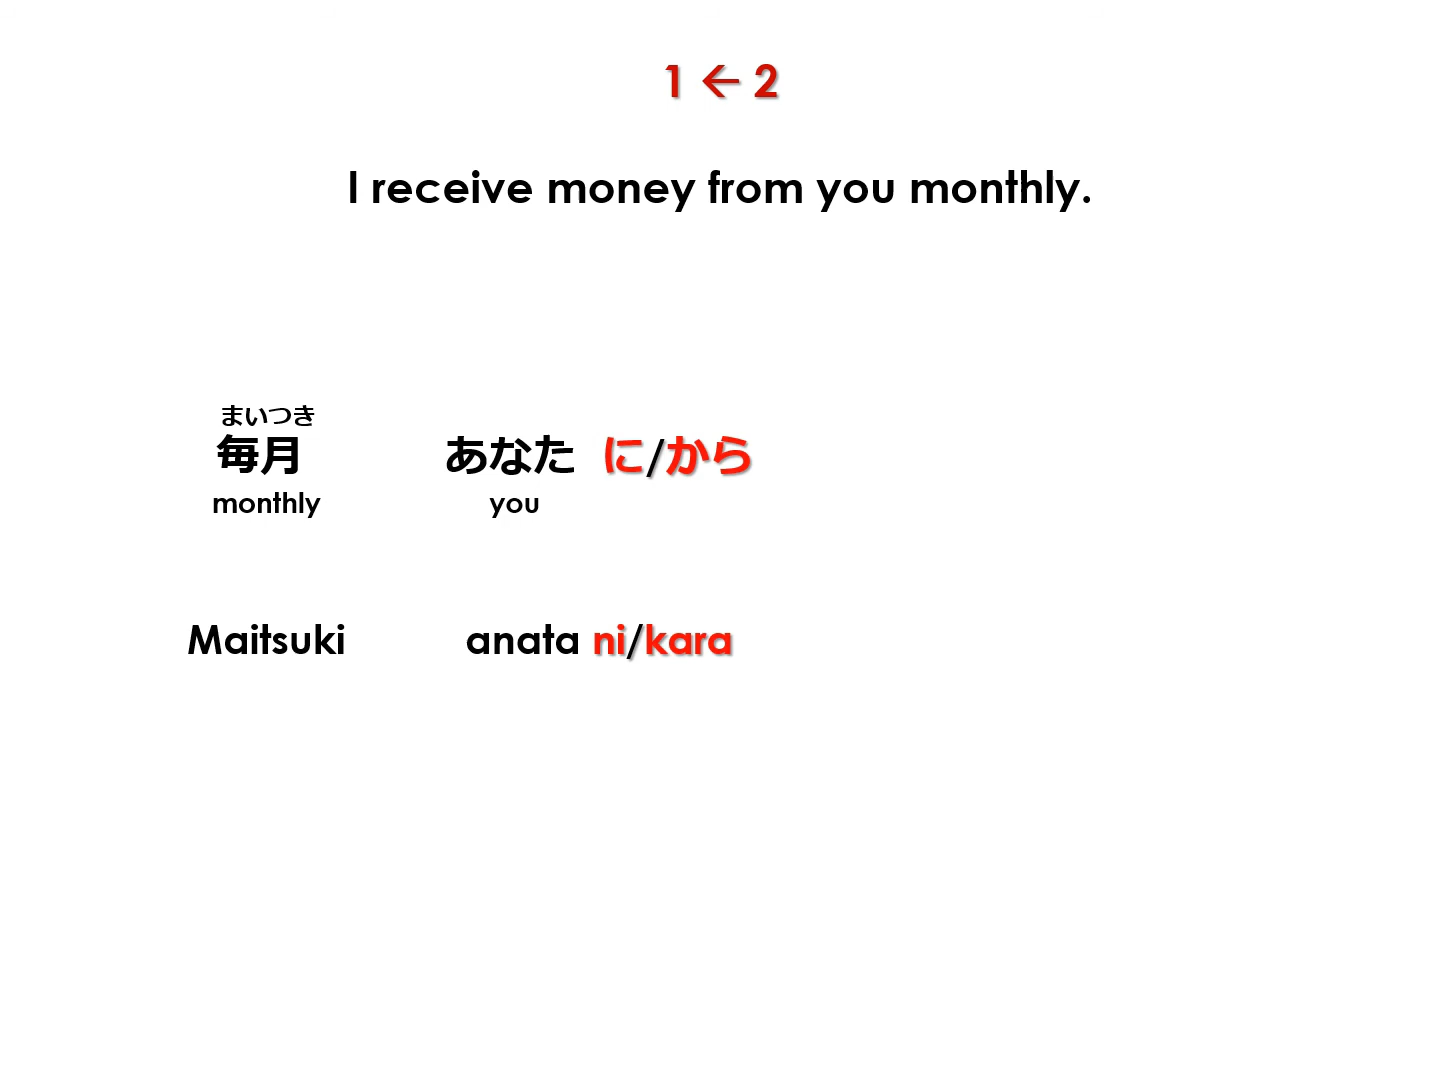 1 ← 2
I receive money from you monthly.
まいつき
毎月 あなた に/から
monthly you
Maitsuki anata ni/kara